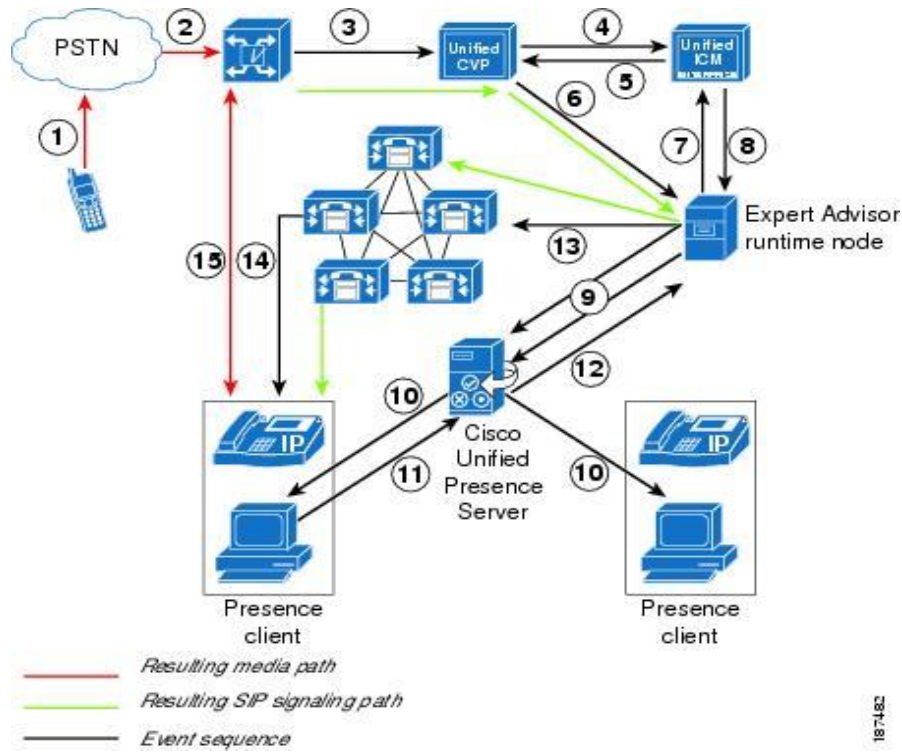 PSTN
2
3
Unified
CVP
4
5
Unified
ICM
1
6
7
8
Expert Advisor
runtime node
13
15
14
9
12
10
11
Cisco
Unified
Presence
Server
10
IP
IP
Presence
client
Presence
client
Resulting media path
Resulting SIP signaling path
Event sequence
187482